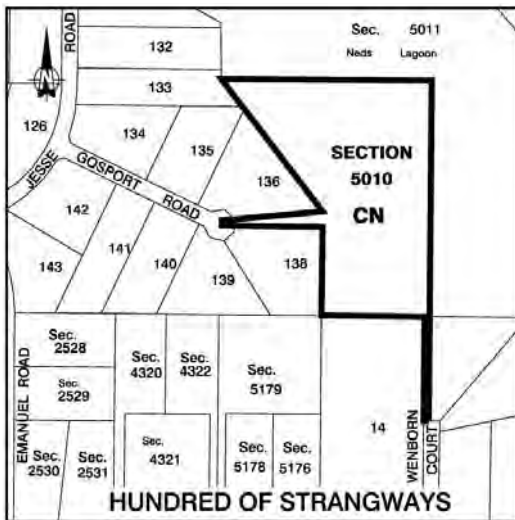 ROAD
132
Sec. 5011
Neds Lagoon
133
N
126
134
135
SECTION
5010
CN
JESSE
GOSPORT ROAD
136
142
141
140
139
138
143
Sec.
2528
Sec.
4320
Sec.
4322
Sec.
5179
EMANUEL ROAD
Sec.
2529
14
WENBORN
COURT
Sec.
2530
Sec.
2531
Sec.
4321
Sec.
5178
Sec.
5176
HUNDRED OF STRANGWAYS